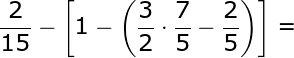 2/15 − [1 − (3/2 · 7/5 − 2/5)] =